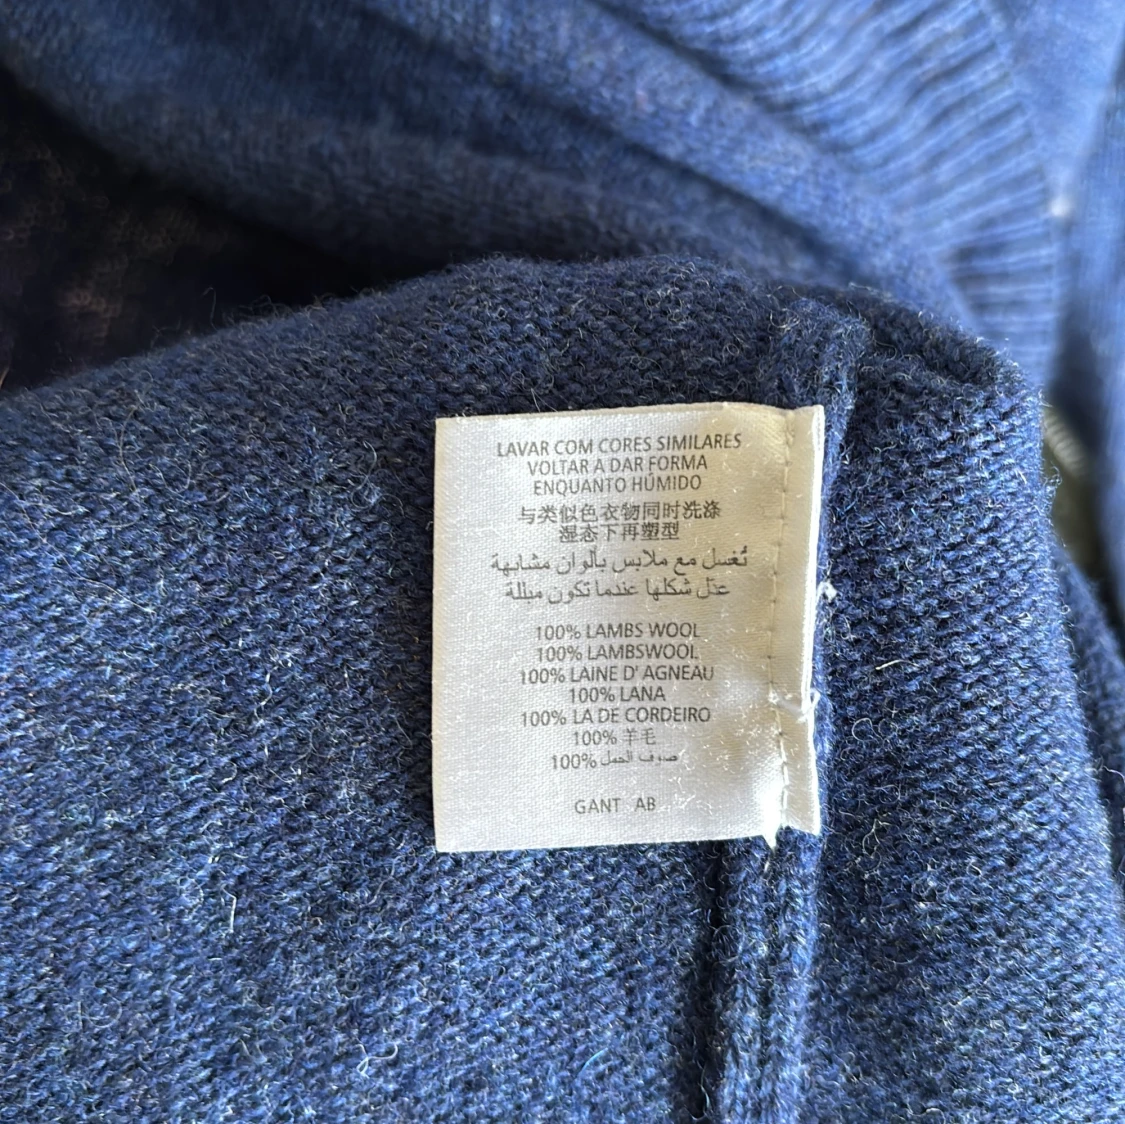 LAVAR COM CORES SIMILARES
VOLTAR A DAR FORMA
ENQUANTO HÚMIDO
与类似色衣物同时洗涤
湿态下再塑型
تُغسل مع ملابس بألوان مشابهة
عدّل شكلها عندما تكون مبللة
100% LAMBS WOOL
100% LAMBSWOOL
100% LAINE D' AGNEAU
100% LANA
100% LA DE CORDEIRO
100% 羊毛
100% صوف الحمل
GANT AB